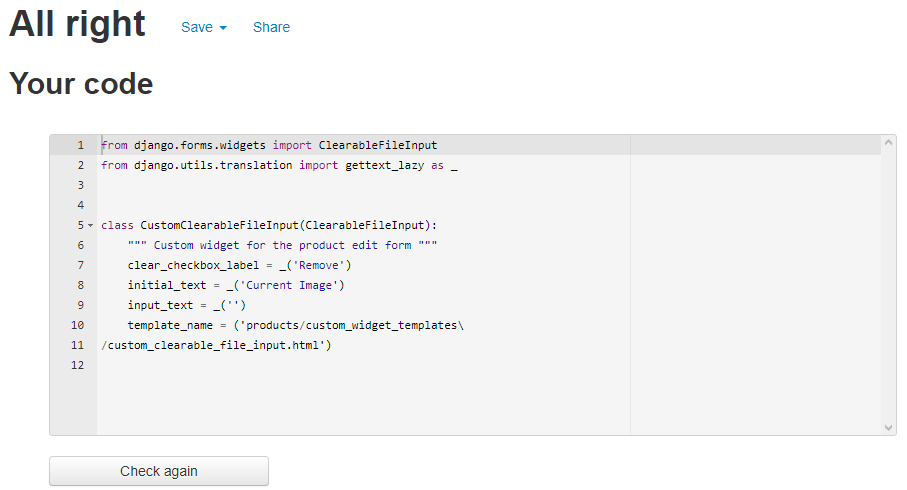 All right
Save
Share
Your code
1 from django.forms.widgets import ClearableFileInput
2 from django.utils.translation import gettext_lazy as _
3
4
5 class CustomClearableFileInput(ClearableFileInput):
6     """ Custom widget for the product edit form """
7     clear_checkbox_label = _('Remove')
8     initial_text = _('Current Image')
9     input_text = _('')
10     template_name = ('products/custom_widget_templates\
11 /custom_clearable_file_input.html')
12
Check again